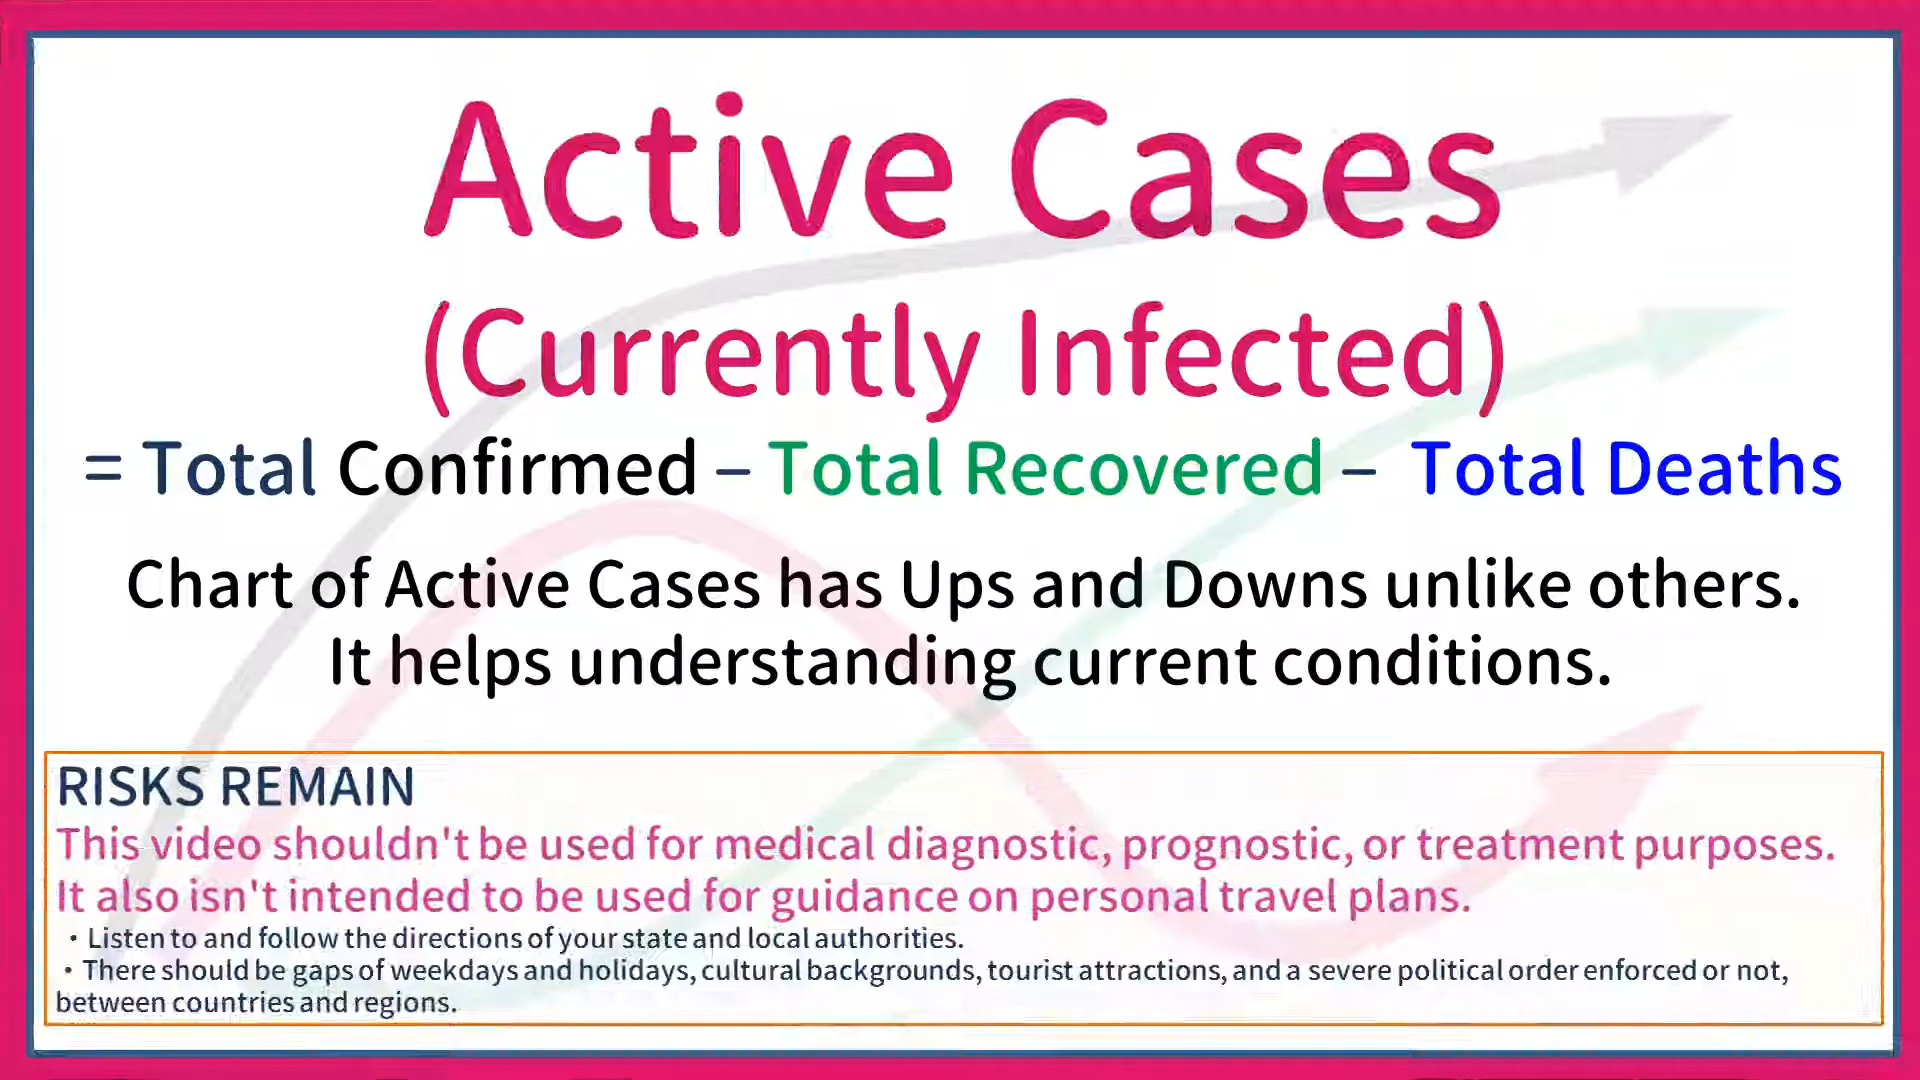 Active Cases
(Currently Infected)
= Total Confirmed – Total Recovered – Total Deaths
Chart of Active Cases has Ups and Downs unlike others.
It helps understanding current conditions.
RISKS REMAIN
This video shouldn't be used for medical diagnostic, prognostic, or treatment purposes.
It also isn't intended to be used for guidance on personal travel plans.
・Listen to and follow the directions of your state and local authorities.
・There should be gaps of weekdays and holidays, cultural backgrounds, tourist attractions, and a severe political order enforced or not,
between countries and regions.